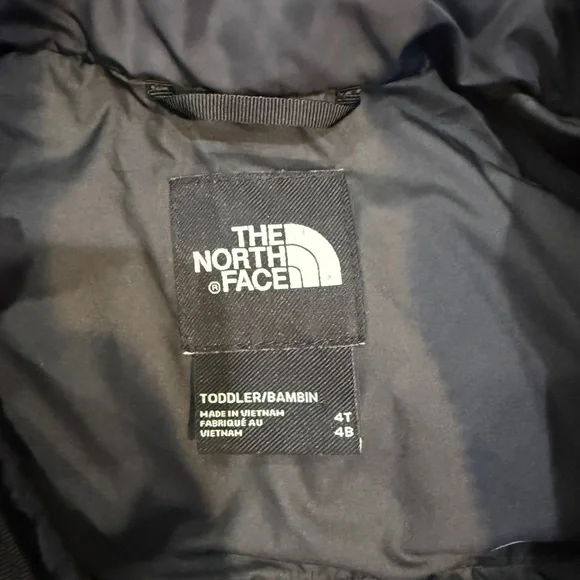 THE
NORTH
® FACE
TODDLER/BAMBIN
MADE IN VIETNAM 4T
FABRIQUÉ AU
VIETNAM 4B